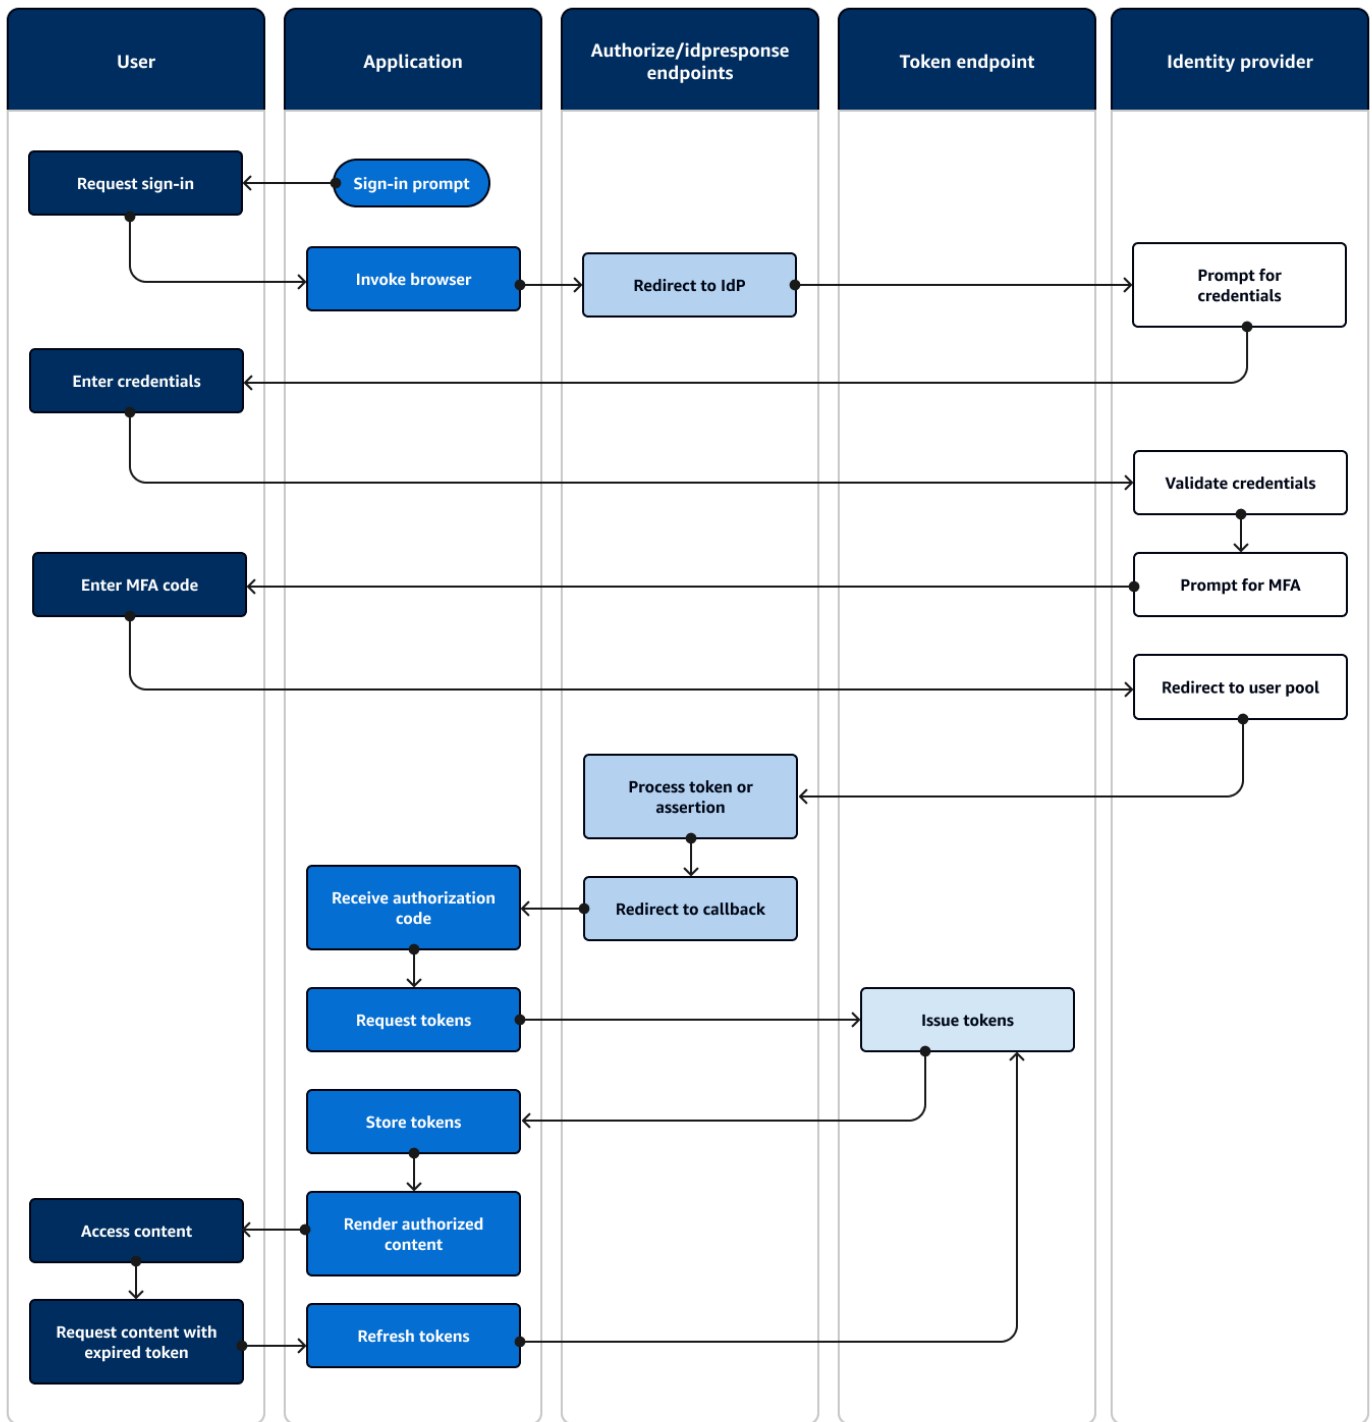 User
Application
Authorize/idpresponse
endpoints
Token endpoint
Identity provider
Request sign-in
Sign-in prompt
Invoke browser
Redirect to IdP
Prompt for
credentials
Enter credentials
Validate credentials
Enter MFA code
Prompt for MFA
Redirect to user pool
Process token or
assertion
Receive authorization
code
Redirect to callback
Request tokens
Issue tokens
Store tokens
Access content
Render authorized
content
Request content with
expired token
Refresh tokens